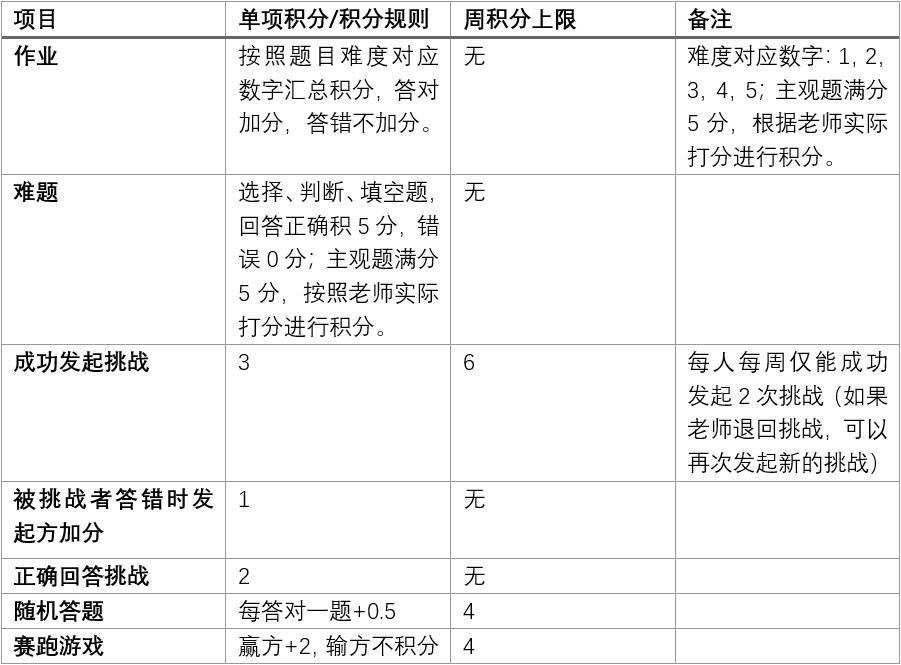 项目 单项积分/积分规则 周积分上限 备注
作业 按照题目难度对应 无 难度对应数字：1, 2,
数字汇总积分，答对 3, 4, 5；主观题满分
加分，答错不加分。 5 分，根据老师实际
打分进行积分。
难题 选择、判断、填空题, 无
回答正确积 5 分，错
误 0 分；主观题满分
5 分，按照老师实际
打分进行积分。
成功发起挑战 3 6 每人每周仅能成功
发起 2 次挑战（如果
老师退回挑战，可以
再次发起新的挑战）
被挑战者答错时发 1 无
起方加分
正确回答挑战 2 无
随机答题 每答对一题+0.5 4
赛跑游戏 赢方+2, 输方不积分 4